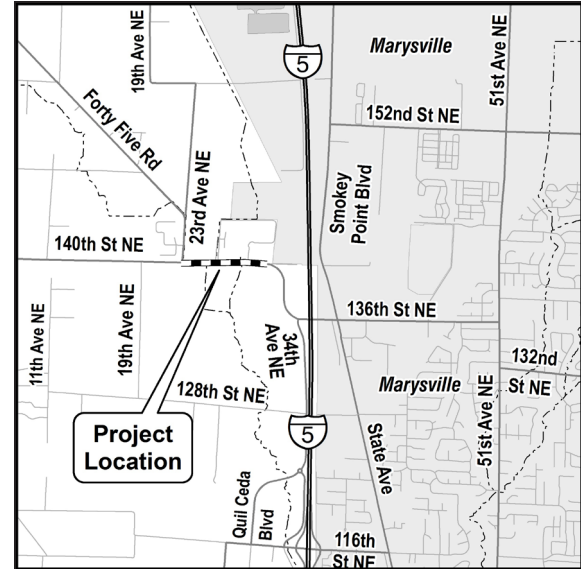 19th Ave NE
5
Marysville
51st Ave NE
152nd St NE
Forty Five Rd
23rd Ave NE
Smokey
Point Blvd
140th St NE
11th Ave NE
19th Ave NE
34th
Ave NE
136th St NE
128th St NE
Marysville
51st Ave NE
132nd
St NE
Project
Location
5
State Ave
Quil Ceda
Blvd
116th
St NE